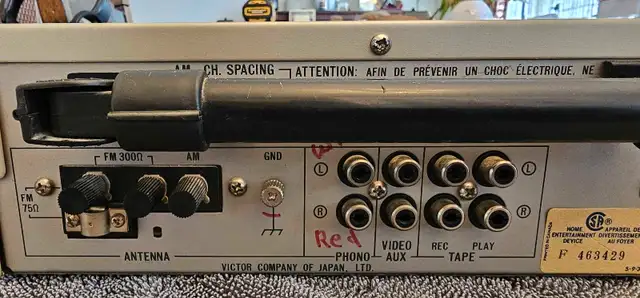 AM CH. SPACING
ATTENTION: AFIN DE PRÉVENIR UN CHOC ÉLECTRIQUE, NE
FM 300Ω
AM
GND
L
L
FM
75Ω
R
R
Red
ANTENNA
PHONO
VIDEO
AUX
REC
PLAY
TAPE
VICTOR COMPANY OF JAPAN, LTD.
HOME
ENTERTAINMENT
DEVICE
SA
APPAREIL DE
DIVERTISSEMENT
AU FOYER
F 463429